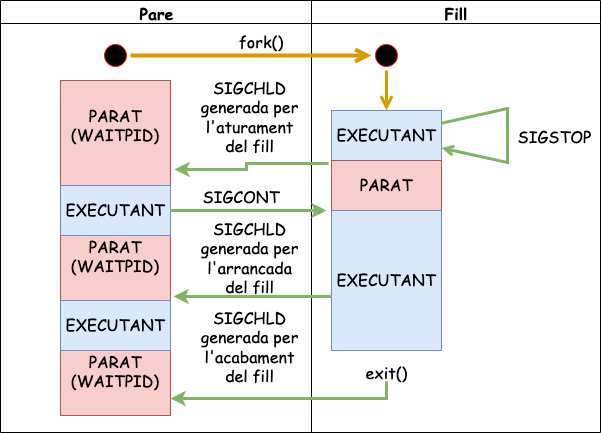 Pare
Fill
fork()
PARAT
(WAITPID)
SIGCHLD
generada per
l'aturament
del fill
EXECUTANT
SIGSTOP
PARAT
EXECUTANT
SIGCONT
PARAT
(WAITPID)
SIGCHLD
generada per
l'arrancada
del fill
EXECUTANT
EXECUTANT
SIGCHLD
generada per
l'acabament
del fill
PARAT
(WAITPID)
exit()